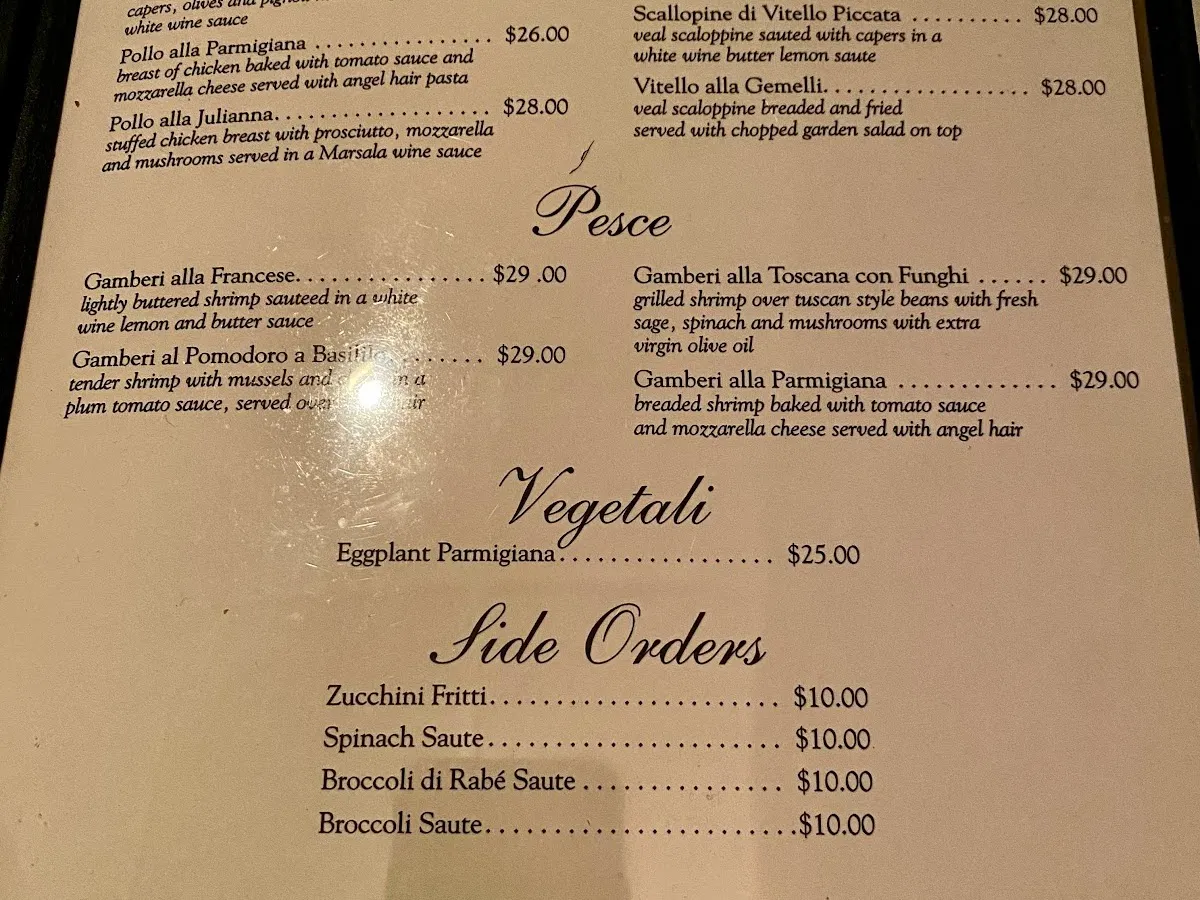 capers, olives and
white wine sauce
Pollo alla Parmigiana ................ $26.00
breast of chicken baked with tomato sauce and
mozzarella cheese served with angel hair pasta
Pollo alla Julianna................... $28.00
stuffed chicken breast with prosciutto, mozzarella
and mushrooms served in a Marsala wine sauce
Scallopine di Vitello Piccata .......... $28.00
veal scaloppine sauted with capers in a
white wine butter lemon saute
Vitello alla Gemelli.................. $28.00
veal scaloppine breaded and fried
served with chopped garden salad on top
Pesce
Gamberi alla Francese................ $29 .00
lightly buttered shrimp sauteed in a white
wine lemon and butter sauce
Gamberi al Pomodoro a ....... $29.00
tender shrimp with mussels and in a
plum tomato sauce, served over
Gamberi alla Toscana con Funghi ...... $29.00
grilled shrimp over tuscan style beans with fresh
sage, spinach and mushrooms with extra
virgin olive oil
Gamberi alla Parmigiana ............. $29.00
breaded shrimp baked with tomato sauce
and mozzarella cheese served with angel hair
Vegetali
Eggplant Parmigiana.................. $25.00
Side Orders
Zucchini Fritti....................... $10.00
Spinach Saute....................... $10.00
Broccoli di Rabé Saute ................ $10.00
Broccoli Saute.........................$10.00